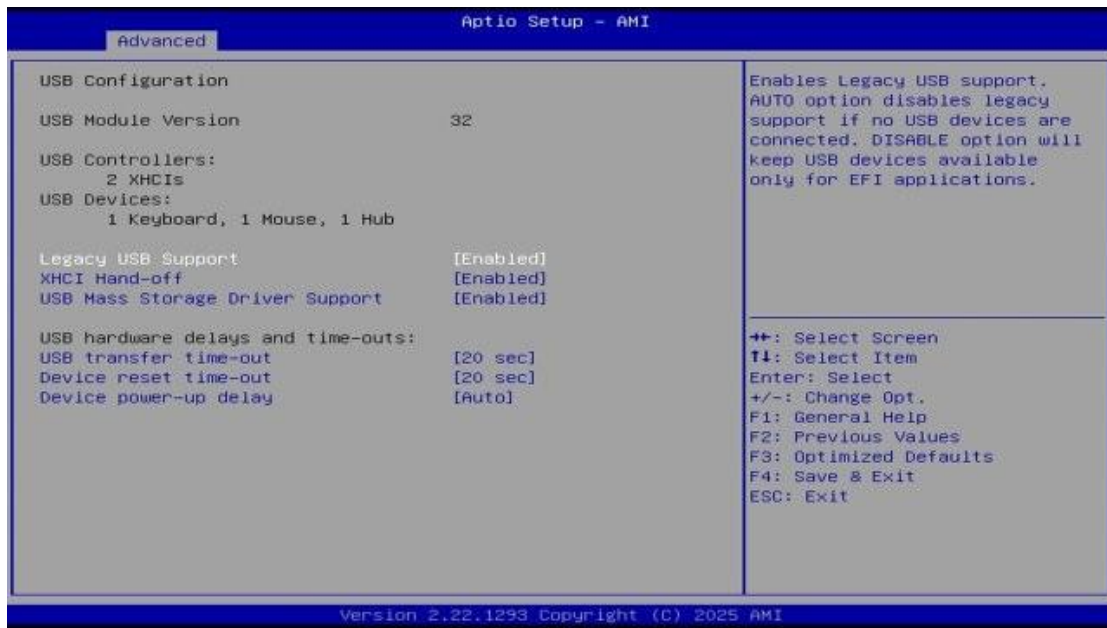 Aptio Setup - AMI
Advanced
USB Configuration
USB Module Version 32
USB Controllers:
2 XHCIs
USB Devices:
1 Keyboard, 1 Mouse, 1 Hub
Legacy USB Support [Enabled]
XHCI Hand-off [Enabled]
USB Mass Storage Driver Support [Enabled]
USB hardware delays and time-outs:
USB transfer time-out [20 sec]
Device reset time-out [20 sec]
Device power-up delay [Auto]
Enables Legacy USB support.
AUTO option disables legacy
support if no USB devices are
connected. DISABLE option will
keep USB devices available
only for EFI applications.
→←: Select Screen
↑↓: Select Item
Enter: Select
+/-: Change Opt.
F1: General Help
F2: Previous Values
F3: Optimized Defaults
F4: Save & Exit
ESC: Exit
Version 2.22.1293 Copyright (C) 2025 AMI